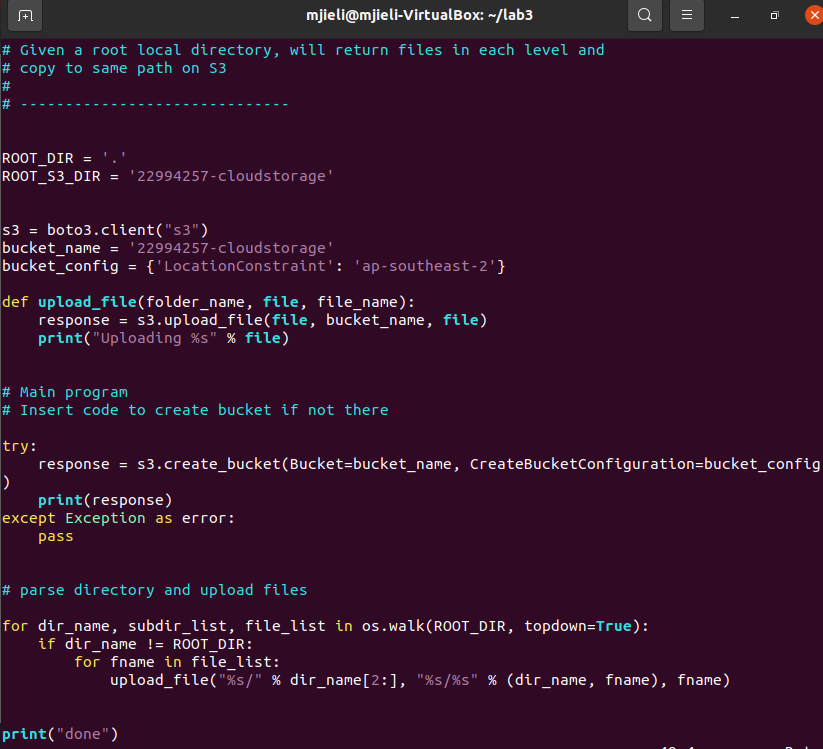 mjieli@mjieli-VirtualBox: ~/lab3
# Given a root local directory, will return files in each level and
# copy to same path on S3
#
# ------------------------------
ROOT_DIR = '.'
ROOT_S3_DIR = '22994257-cloudstorage'
s3 = boto3.client("s3")
bucket_name = '22994257-cloudstorage'
bucket_config = {'LocationConstraint': 'ap-southeast-2'}
def upload_file(folder_name, file, file_name):
    response = s3.upload_file(file, bucket_name, file)
    print("Uploading %s" % file)
# Main program
# Insert code to create bucket if not there
try:
    response = s3.create_bucket(Bucket=bucket_name, CreateBucketConfiguration=bucket_config
)
    print(response)
except Exception as error:
    pass
# parse directory and upload files
for dir_name, subdir_list, file_list in os.walk(ROOT_DIR, topdown=True):
    if dir_name != ROOT_DIR:
        for fname in file_list:
            upload_file("%s/" % dir_name[2:], "%s/%s" % (dir_name, fname), fname)
print("done")